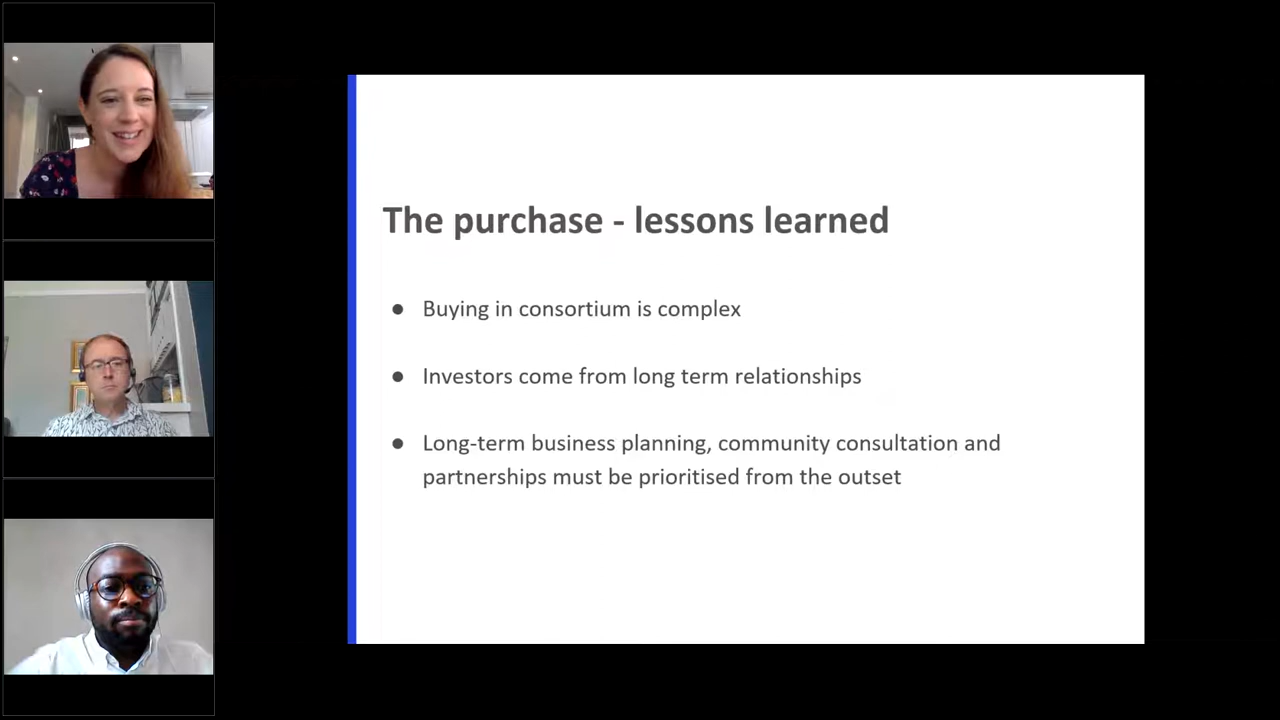 The purchase - lessons learned
● Buying in consortium is complex
● Investors come from long term relationships
● Long-term business planning, community consultation and
partnerships must be prioritised from the outset